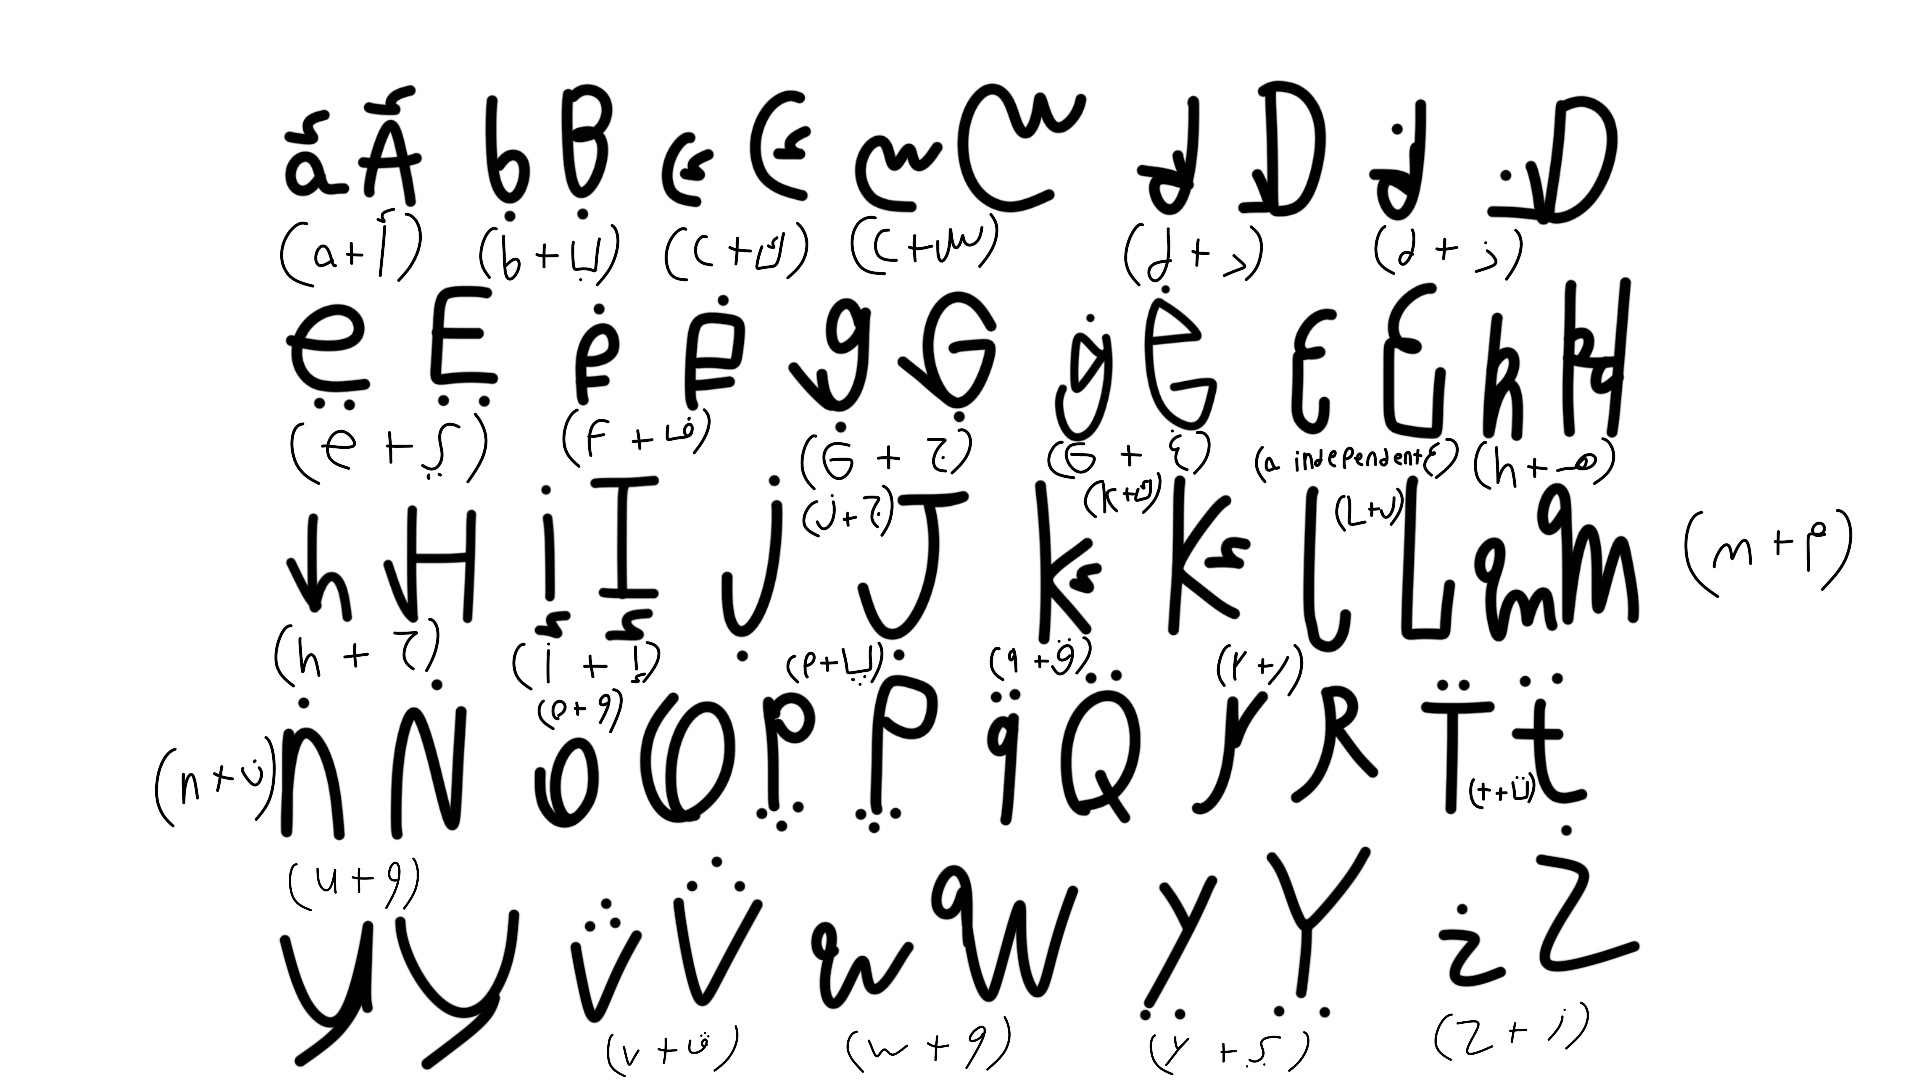 á Á b B c C c C d D d D
(a+أ) (b+ب) (c+ك) (c+س) (d+د) (d+ذ)
e E f F g G g G ع ع h H
(e+ي) (F+ف) (G+ج) (G+غ) (a independent ع) (h+ه)
h H i I j J k K l L m M
(h+ح) (i+إ) (j+ج) (k+ك) (L+ل) (m+م)
n N o O p P q Q r R T t
(n+ن) (o+و) (p+پ) (q+ق) (r+ر) (t+ت)
(u+و)
u U v V w W y Y z Z
(v+ڤ) (w+و) (y+ي) (z+ز)